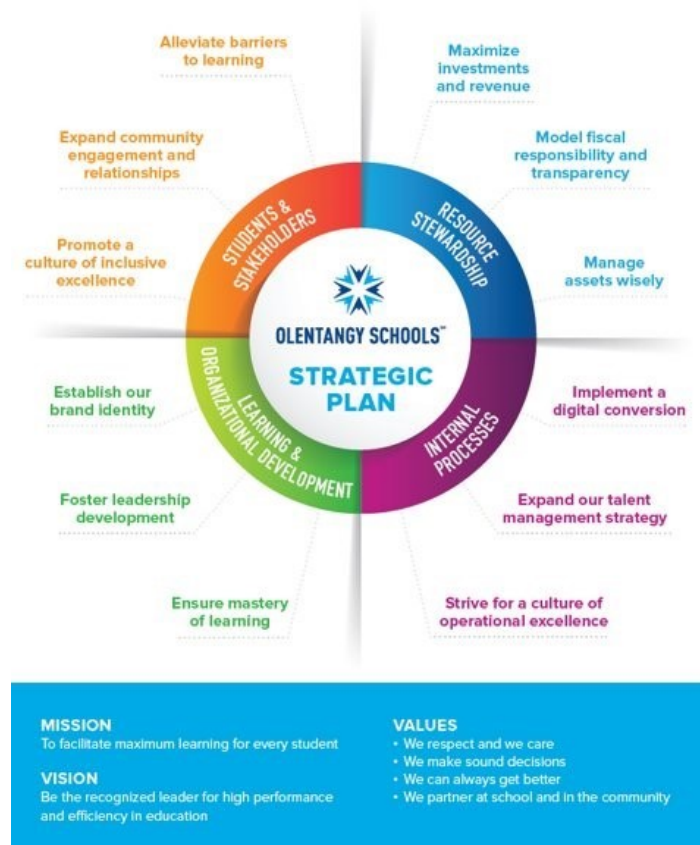 Alleviate barriers
to learning
Expand community
engagement and
relationships
Promote a
culture of inclusive
excellence
Maximize
investments
and revenue
Model fiscal
responsibility and
transparency
Manage
assets wisely
STUDENTS &
STAKEHOLDERS
RESOURCE
STEWARDSHIP
OLENTANGY SCHOOLS℠
STRATEGIC
PLAN
LEARNING &
ORGANIZATIONAL DEVELOPMENT
INTERNAL
PROCESSES
Establish our
brand identity
Foster leadership
development
Ensure mastery
of learning
Implement a
digital conversion
Expand our talent
management strategy
Strive for a culture of
operational excellence
MISSION
To facilitate maximum learning for every student
VISION
Be the recognized leader for high performance
and efficiency in education
VALUES
• We respect and we care
• We make sound decisions
• We can always get better
• We partner at school and in the community